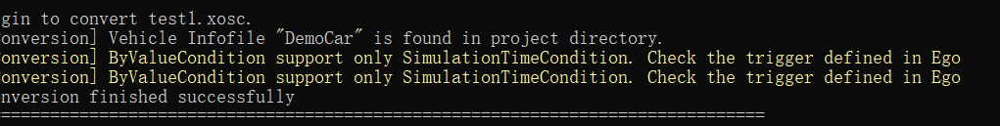 gin to convert test1.xosc.
onversion] Vehicle Infofile "DemoCar" is found in project directory.
onversion] ByValueCondition support only SimulationTimeCondition. Check the trigger defined in Ego
onversion] ByValueCondition support only SimulationTimeCondition. Check the trigger defined in Ego
nversion finished successfully
==============================================================================